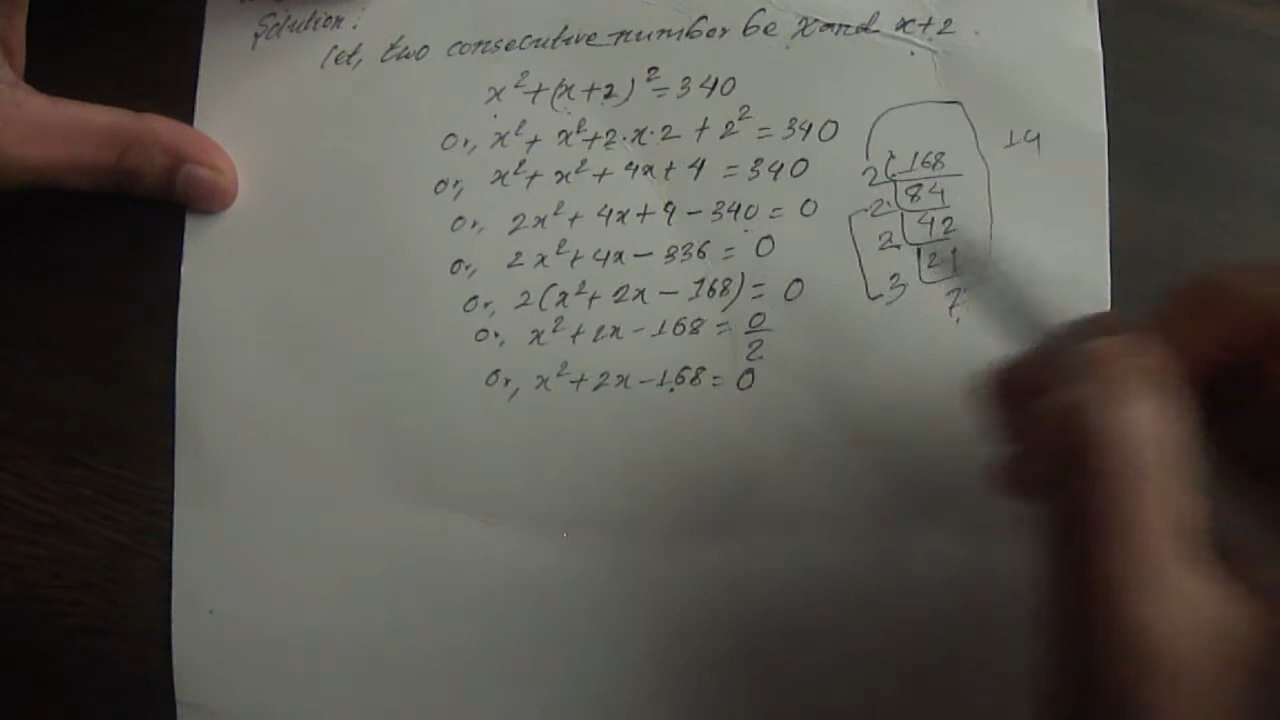 Solution:
Let, two consecutive number be x and x+2.
x²+(x+2)²=340
Or, x²+x²+2·x·2+2²=340
or, x²+x²+4x+4=340
Or, 2x²+4x+4-340=0
or, 2x²+4x-336=0
Or, 2(x²+2x-168)=0
or, x²+2x-168=0/2
Or, x²+2x-168=0
14
2 168
2 84
2 42
3 21
7